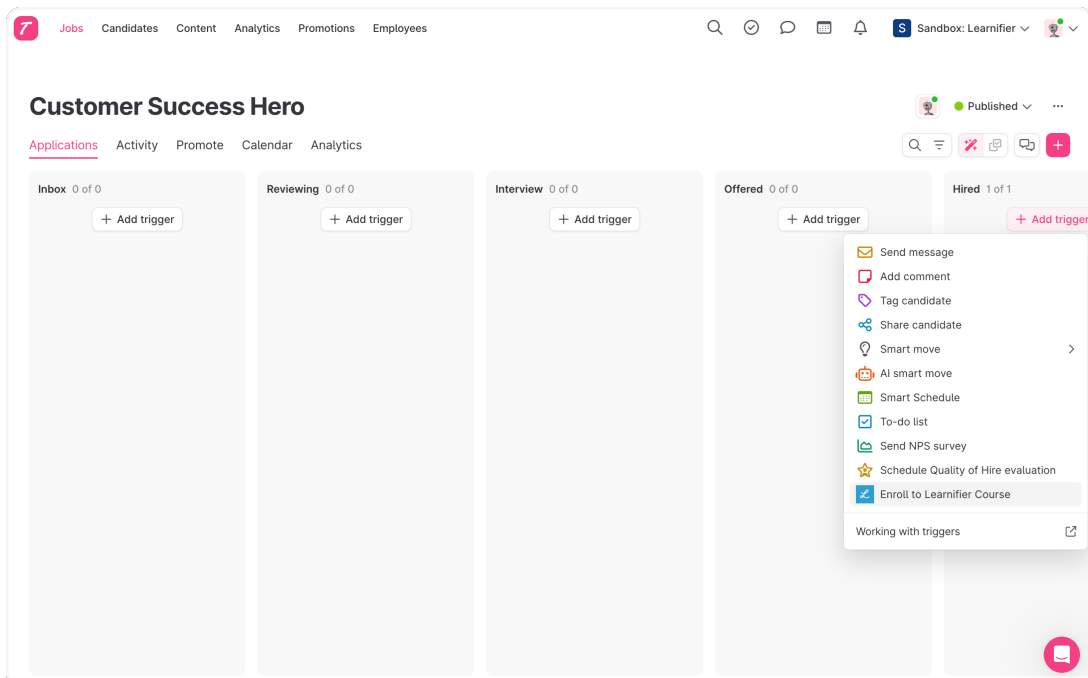 Jobs Candidates Content Analytics Promotions Employees S Sandbox: Learnifier
Customer Success Hero
Published
Applications Activity Promote Calendar Analytics
Inbox 0 of 0 Reviewing 0 of 0 Interview 0 of 0 Offered 0 of 0 Hired 1 of 1
Add trigger Add trigger Add trigger Add trigger Add trigger
Send message
Add comment
Tag candidate
Share candidate
Smart move
AI smart move
Smart Schedule
To-do list
Send NPS survey
Schedule Quality of Hire evaluation
Enroll to Learnifier Course
Working with triggers